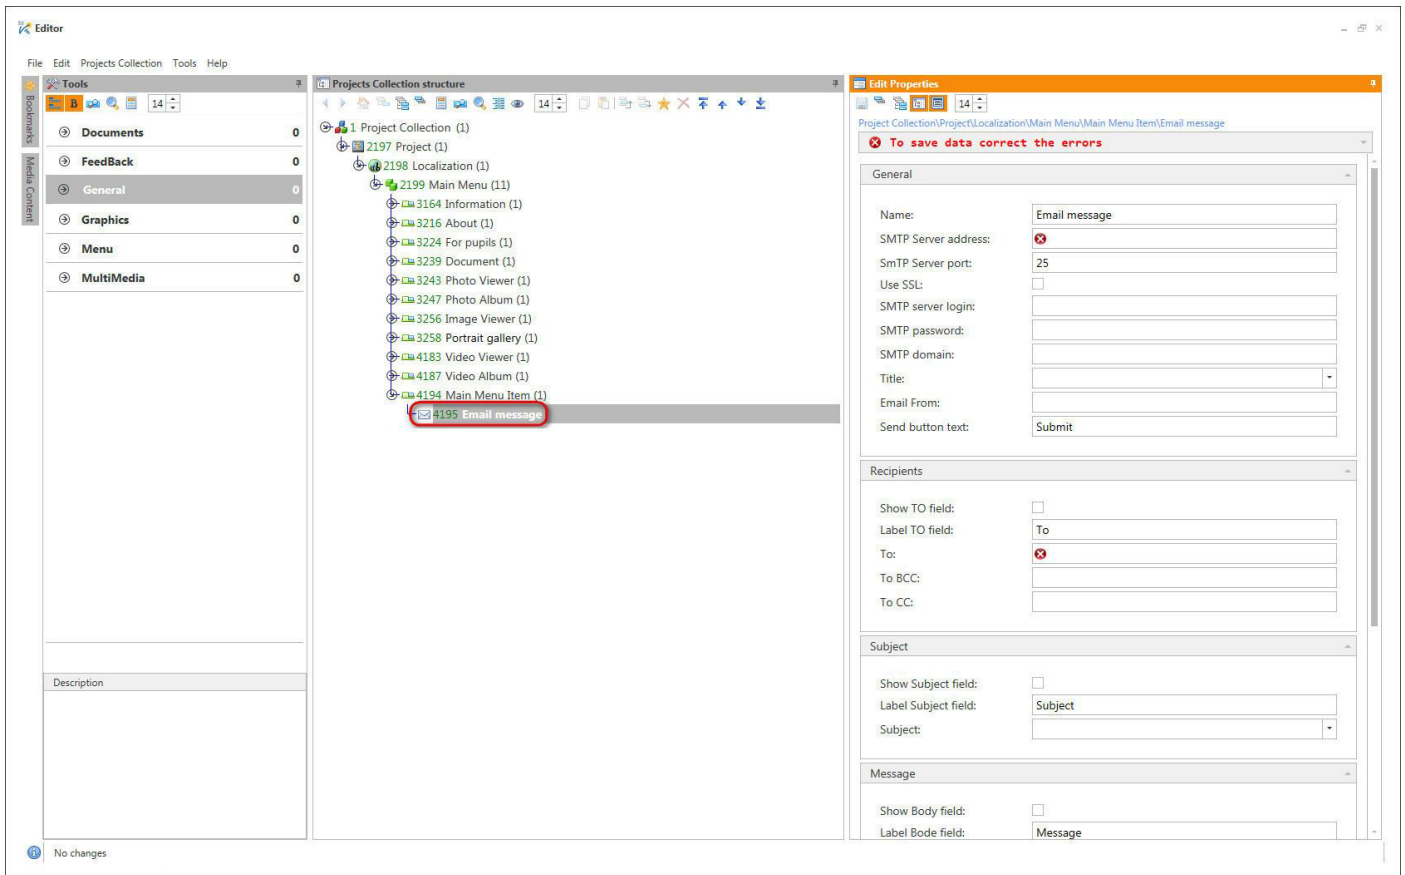 Editor
File Edit Projects Collection Tools Help
Bookmarks
Media Content
Tools
B 14
Documents 0
FeedBack 0
General 0
Graphics 0
Menu 0
MultiMedia 0
Description
Projects Collection structure
14
1 Project Collection (1)
2197 Project (1)
2198 Localization (1)
2199 Main Menu (11)
3164 Information (1)
3216 About (1)
3224 For pupils (1)
3239 Document (1)
3243 Photo Viewer (1)
3247 Photo Album (1)
3256 Image Viewer (1)
3258 Portrait gallery (1)
4183 Video Viewer (1)
4187 Video Album (1)
4194 Main Menu Item (1)
4195 Email message
Edit Properties
14
Project Collection\Project\Localization\Main Menu\Main Menu Item\Email message
To save data correct the errors
General
Name: Email message
SMTP Server address:
SmTP Server port: 25
Use SSL:
SMTP server login:
SMTP password:
SMTP domain:
Title:
Email From:
Send button text: Submit
Recipients
Show TO field:
Label TO field: To
To:
To BCC:
To CC:
Subject
Show Subject field:
Label Subject field: Subject
Subject:
Message
Show Body field:
Label Bode field: Message
No changes